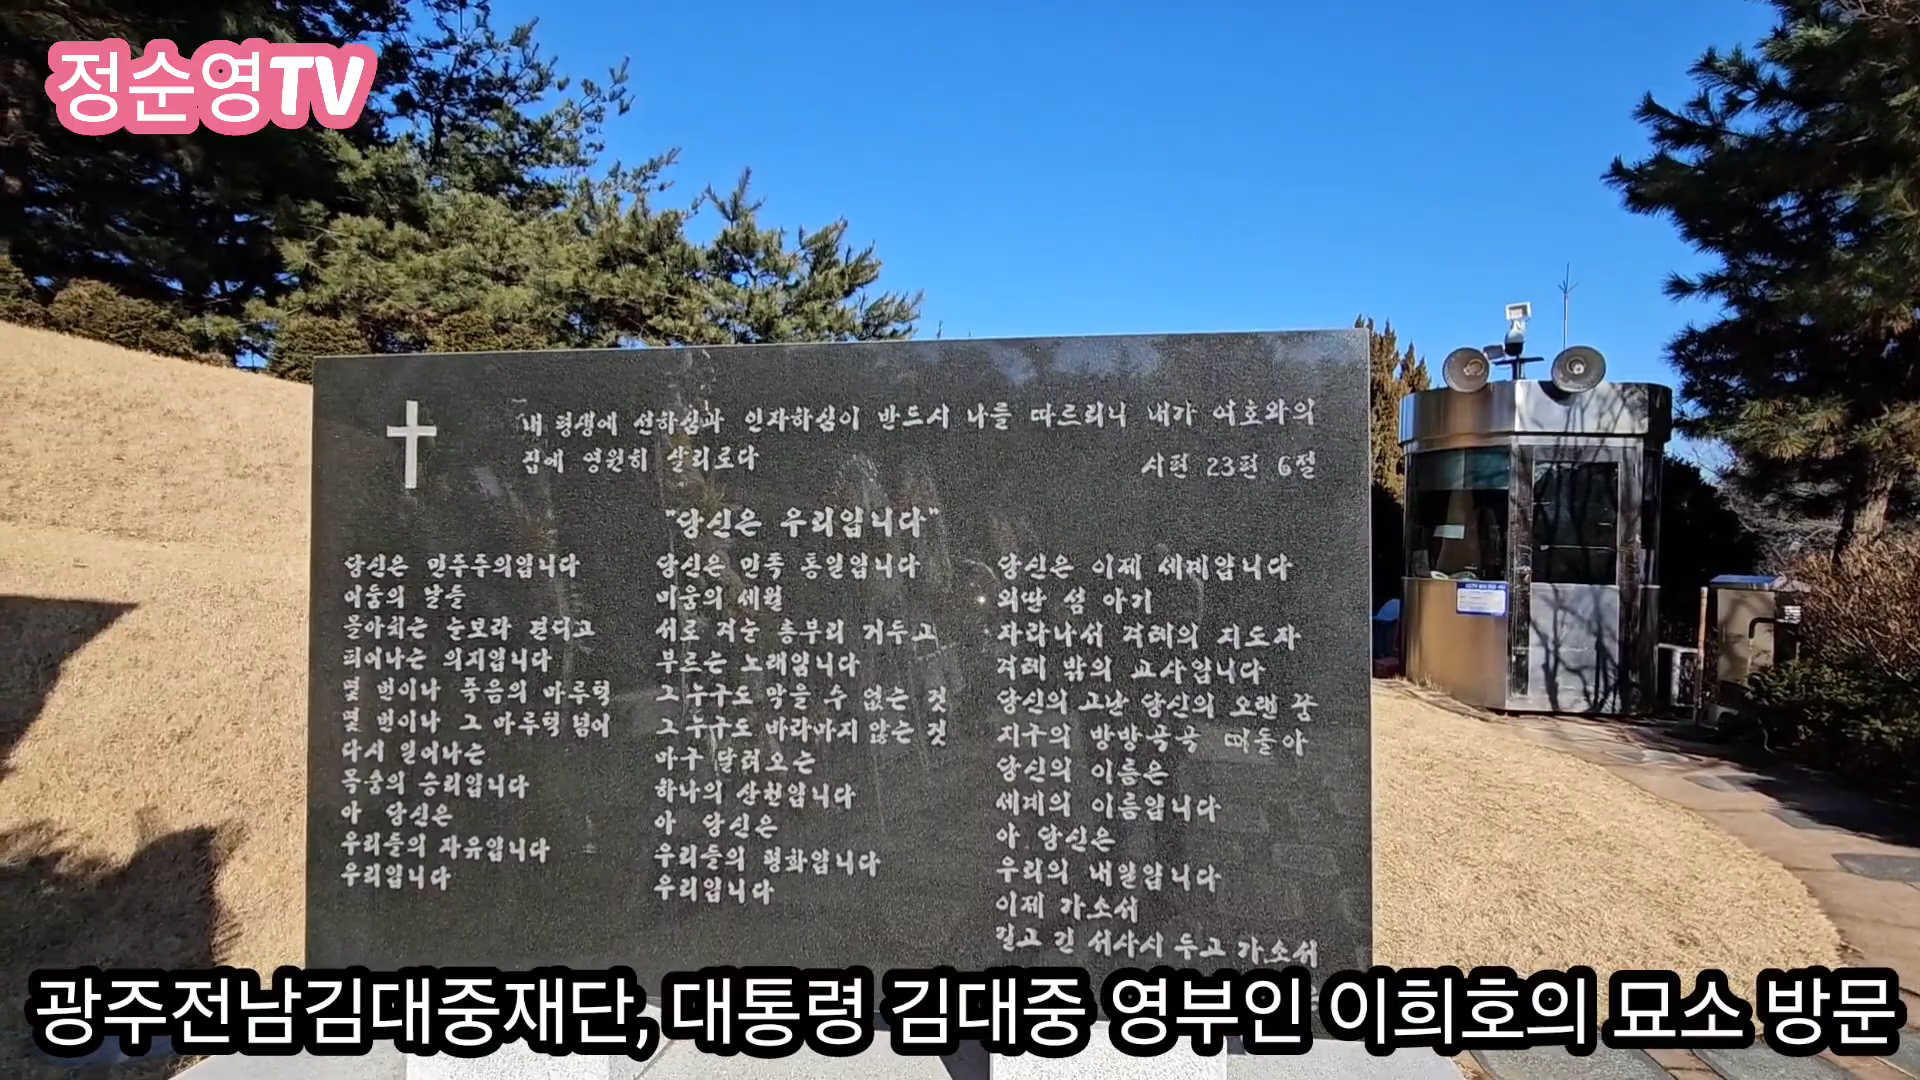 정순영TV
내 평생에 선하심과 인자하심이 반드시 나를 따르리니 내가 여호와의
집에 영원히 살리로다
시편 23편 6절
"당신은 우리입니다"
당신은 민주주의입니다
어둠의 날들
몰아치는 눈보라 견디고
피어나는 의지입니다
몇 번이나 죽음의 마루턱
몇 번이나 그 마루턱 넘어
다시 일어나는
목숨의 승리입니다
아 당신은
우리들의 자유입니다
우리입니다
당신은 민족 통일입니다
미움의 세월
서로 겨눈 총부리 거두고
부르는 노래입니다
그 누구도 막을 수 없는 것
그 누구도 바라마지 않는 것
마구 달려오는
하나의 산천입니다
아 당신은
우리들의 평화입니다
우리입니다
당신은 이제 세계입니다
외딴 섬 아기
자라나서 겨레의 지도자
겨레 밖의 교사입니다
당신의 고난 당신의 오랜 꿈
지구의 방방곡곡 떠돌아
당신의 이름은
세계의 이름입니다
아 당신은
우리의 내일입니다
이제 가소서
길고 긴 서사시 두고 가소서
광주전남김대중재단, 대통령 김대중 영부인 이희호의 묘소 방문